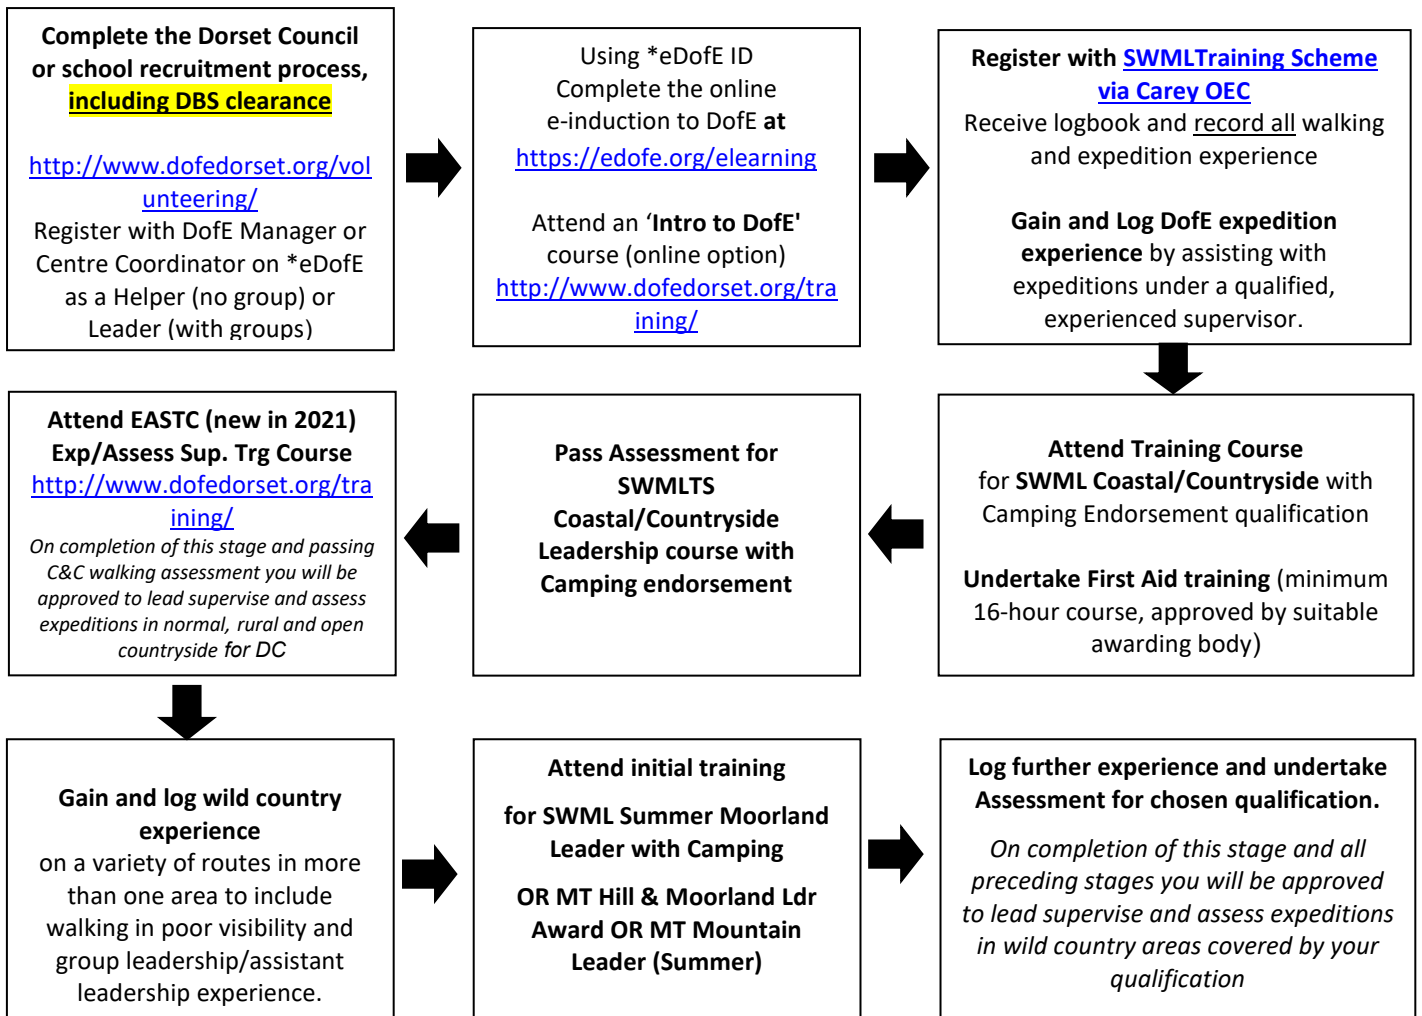 Complete the Dorset Council
or school recruitment process,
including DBS clearance
http://www.dofedorset.org/vol
unteering/
Register with DofE Manager or
Centre Coordinator on *eDofE
as a Helper (no group) or
Leader (with groups)
Using *eDofE ID
Complete the online
e-induction to DofE at
https://edofe.org/elearning
Attend an ‘Intro to DofE'
course (online option)
http://www.dofedorset.org/tra
ining/
Register with SWMLTraining Scheme
via Carey OEC
Receive logbook and record all walking
and expedition experience
Gain and Log DofE expedition
experience by assisting with
expeditions under a qualified,
experienced supervisor.
Attend Training Course
for SWML Coastal/Countryside with
Camping Endorsement qualification
Undertake First Aid training (minimum
16-hour course, approved by suitable
awarding body)
Pass Assessment for
SWMLTS
Coastal/Countryside
Leadership course with
Camping endorsement
Attend EASTC (new in 2021)
Exp/Assess Sup. Trg Course
http://www.dofedorset.org/tra
ining/
On completion of this stage and passing
C&C walking assessment you will be
approved to lead supervise and assess
expeditions in normal, rural and open
countryside for DC
Gain and log wild country
experience
on a variety of routes in more
than one area to include
walking in poor visibility and
group leadership/assistant
leadership experience.
Attend initial training
for SWML Summer Moorland
Leader with Camping
OR MT Hill & Moorland Ldr
Award OR MT Mountain
Leader (Summer)
Log further experience and undertake
Assessment for chosen qualification.
On completion of this stage and all
preceding stages you will be approved
to lead supervise and assess expeditions
in wild country areas covered by your
qualification